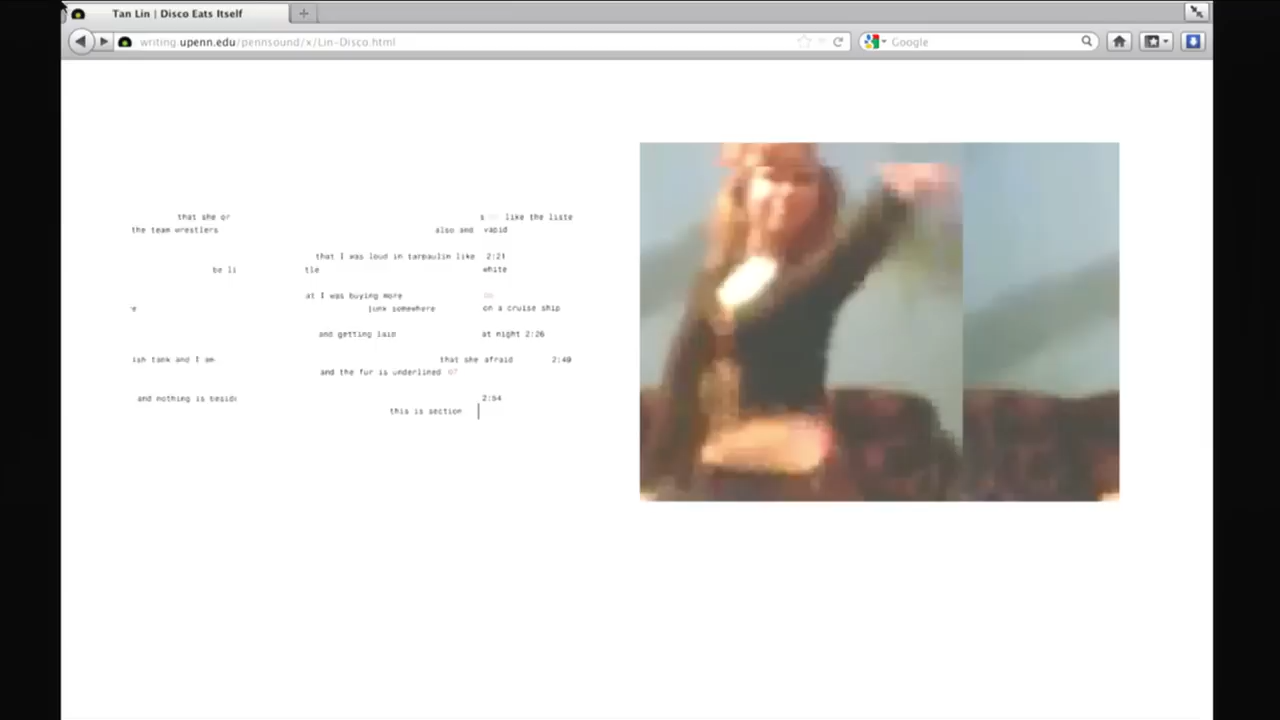 Tan Lin | Disco Eats Itself
writing.upenn.edu/pennsound/x/Lin-Disco.html
Google
that she or s like the liste
the team wrestlers also and vapid
that I was loud in tarpaulin like 2:21
be li tle white
at I was buying more
junk somewhere on a cruise ship
and getting laid at night 2:26
ish tank and I am that she afraid 2:49
and the fur is underlined 07
and nothing is besid 2:54
this is section